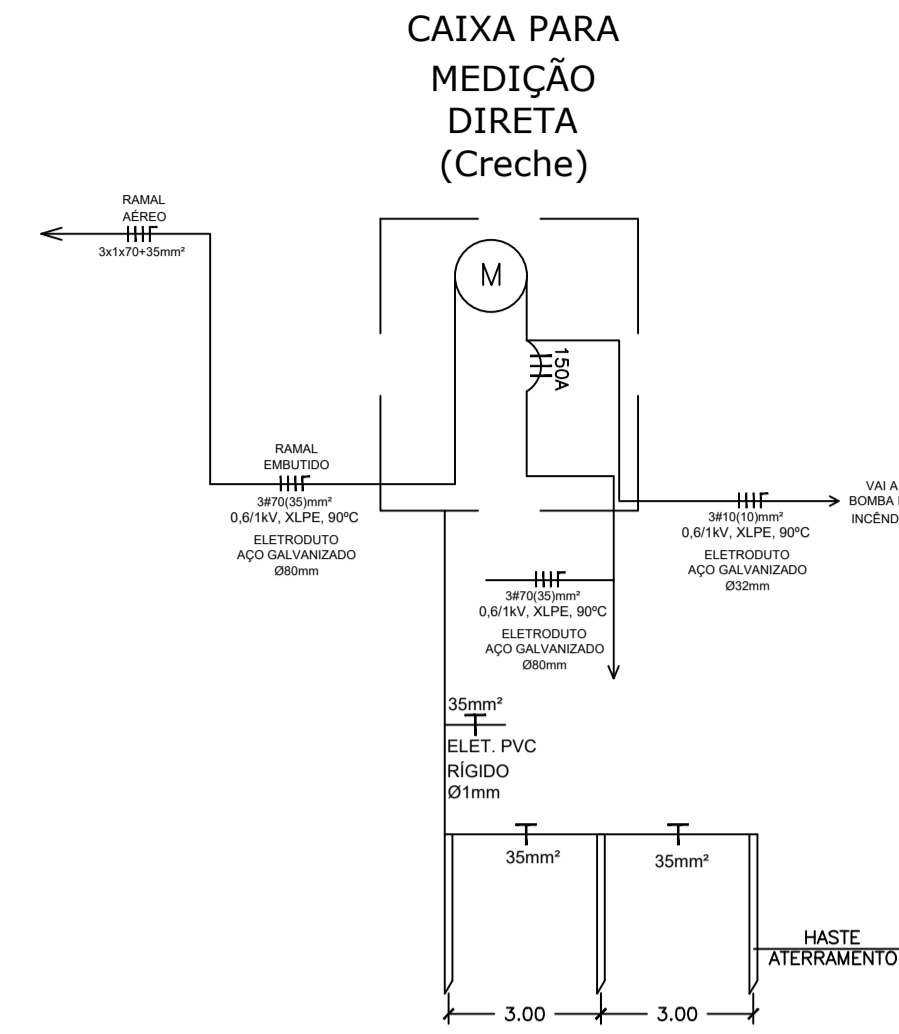 CAIXA PARA
MEDIÇÃO
DIRETA
(Creche)
RAMAL
AÉREO
3x1x70+35mm²
M
150A
RAMAL
EMBUTIDO
3#70(35)mm²
0,6/1kV, XLPE, 90ºC
ELETRODUTO
AÇO GALVANIZADO
Ø80mm
VAI A
BOMBA
INCÊND
3#10(10)mm²
0,6/1kV, XLPE, 90ºC
ELETRODUTO
AÇO GALVANIZADO
Ø32mm
3#70(35)mm²
0,6/1kV, XLPE, 90ºC
ELETRODUTO
AÇO GALVANIZADO
Ø80mm
35mm²
ELET. PVC
RÍGIDO
Ø1mm
35mm²
35mm²
HASTE
ATERRAMENTO
3.00
3.00